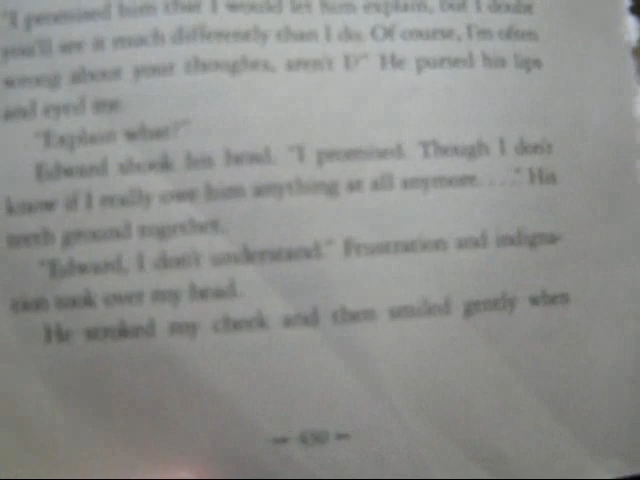 "I promised him that I would let him explain, but I doubt
you'll see it much differently than I do. Of course, I'm often
wrong about your thoughts, aren't I?" He pursed his lips
and eyed me.
"Explain what?"
Edward shook his head. "I promised. Though I don't
know if I really owe him anything at all anymore. . . ." His
teeth ground together.
"Edward, I don't understand." Frustration and indigna-
tion took over my head.
He stroked my cheek and then smiled gently when
~ 430 ~